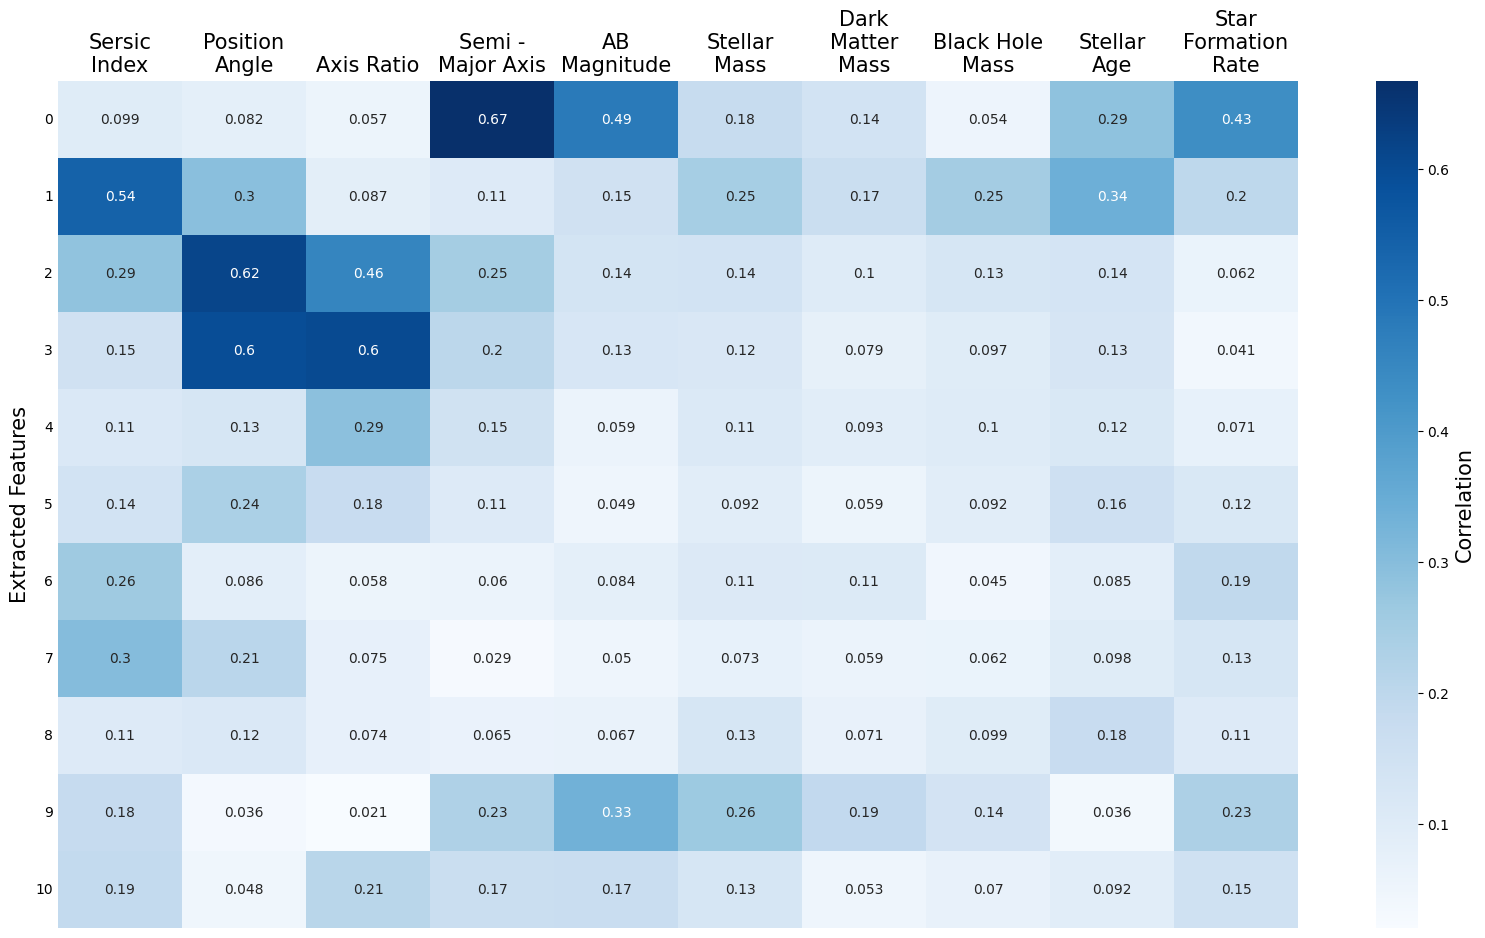 Sersic
Index
Position
Angle
Axis Ratio
Semi -
Major Axis
AB
Magnitude
Stellar
Mass
Dark
Matter
Mass
Black Hole
Mass
Stellar
Age
Star
Formation
Rate
Extracted Features
0 0.099 0.082 0.057 0.67 0.49 0.18 0.14 0.054 0.29 0.43
1 0.54 0.3 0.087 0.11 0.15 0.25 0.17 0.25 0.34 0.2
2 0.29 0.62 0.46 0.25 0.14 0.14 0.1 0.13 0.14 0.062
3 0.15 0.6 0.6 0.2 0.13 0.12 0.079 0.097 0.13 0.041
4 0.11 0.13 0.29 0.15 0.059 0.11 0.093 0.1 0.12 0.071
5 0.14 0.24 0.18 0.11 0.049 0.092 0.059 0.092 0.16 0.12
6 0.26 0.086 0.058 0.06 0.084 0.11 0.11 0.045 0.085 0.19
7 0.3 0.21 0.075 0.029 0.05 0.073 0.059 0.062 0.098 0.13
8 0.11 0.12 0.074 0.065 0.067 0.13 0.071 0.099 0.18 0.11
9 0.18 0.036 0.021 0.23 0.33 0.26 0.19 0.14 0.036 0.23
10 0.19 0.048 0.21 0.17 0.17 0.13 0.053 0.07 0.092 0.15
0.6
0.5
0.4
0.3
0.2
0.1
Correlation